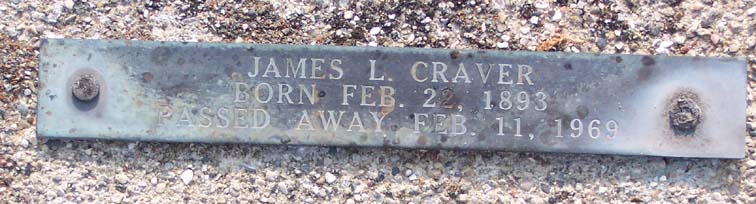 JAMES L. CRAVER
BORN FEB. 22, 1893
PASSED AWAY FEB. 11, 1969